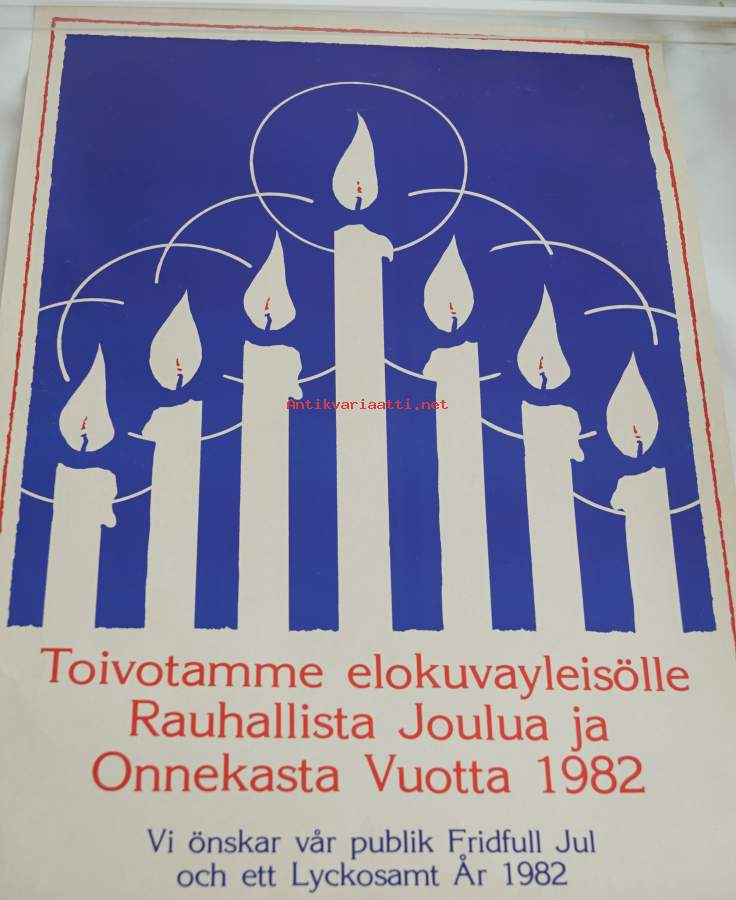 Antikvariaatti.net
Toivotamme elokuvayleisölle
Rauhallista Joulua ja
Onnekasta Vuotta 1982
Vi önskar vår publik Fridfull Jul
och ett Lyckosamt År 1982